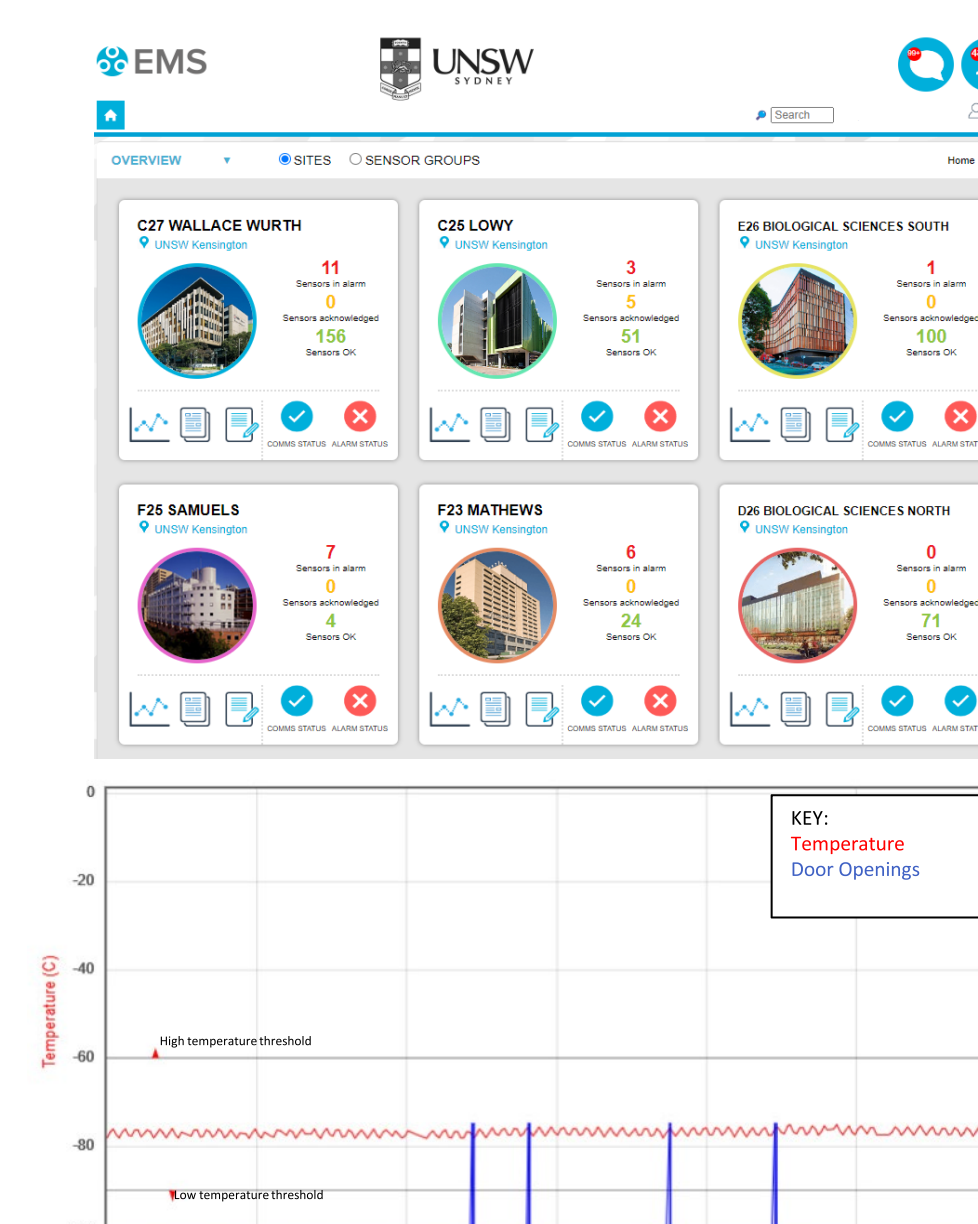 EMS
UNSW
SYDNEY
99+
Search
OVERVIEW ▼ SITES SENSOR GROUPS Home
C27 WALLACE WURTH
UNSW Kensington
11
Sensors in alarm
0
Sensors acknowledged
156
Sensors OK
COMMS STATUS ALARM STATUS
C25 LOWY
UNSW Kensington
3
Sensors in alarm
5
Sensors acknowledged
51
Sensors OK
COMMS STATUS ALARM STATUS
E26 BIOLOGICAL SCIENCES SOUTH
UNSW Kensington
1
Sensors in alarm
0
Sensors acknowledged
100
Sensors OK
COMMS STATUS ALARM STAT
F25 SAMUELS
UNSW Kensington
7
Sensors in alarm
0
Sensors acknowledged
4
Sensors OK
COMMS STATUS ALARM STATUS
F23 MATHEWS
UNSW Kensington
6
Sensors in alarm
0
Sensors acknowledged
24
Sensors OK
COMMS STATUS ALARM STATUS
D26 BIOLOGICAL SCIENCES NORTH
UNSW Kensington
0
Sensors in alarm
0
Sensors acknowledged
71
Sensors OK
COMMS STATUS ALARM STAT
0
KEY:
Temperature
Door Openings
-20
-40
Temperature (C)
High temperature threshold
-60
-80
Low temperature threshold